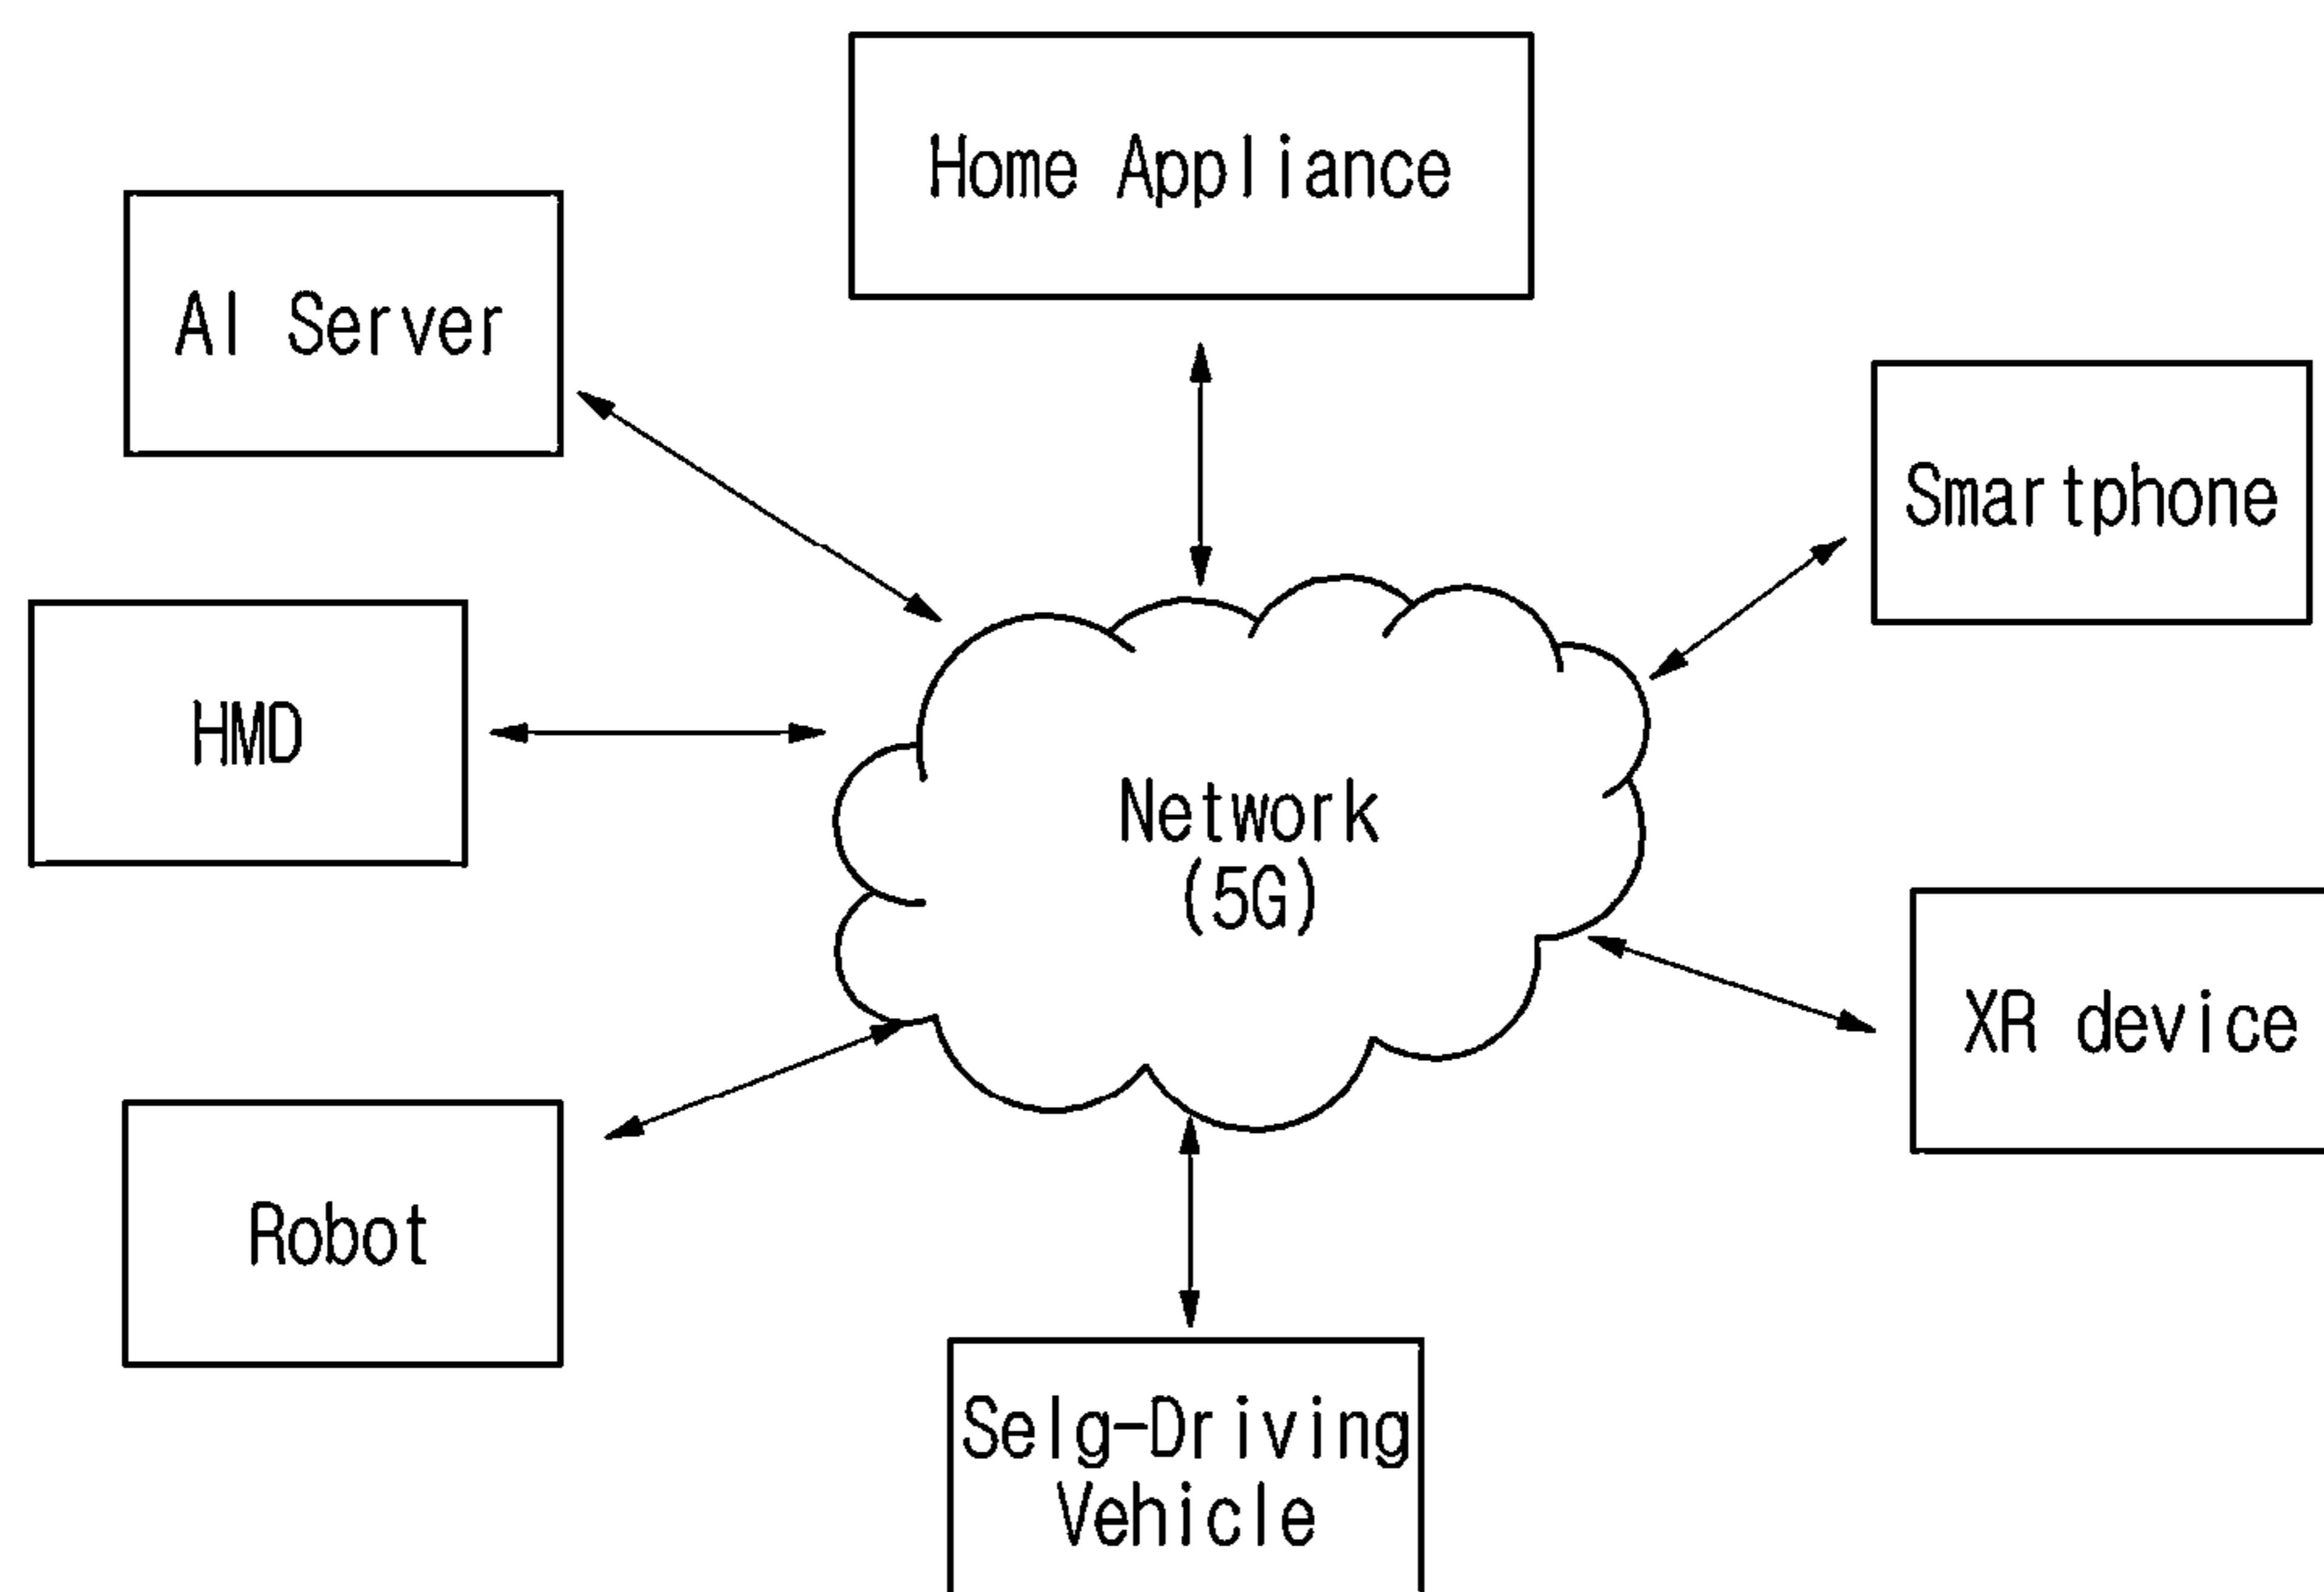 Home Appliance
AI Server
Smartphone
HMD
Network
(5G)
XR device
Robot
Selg-Driving
Vehicle